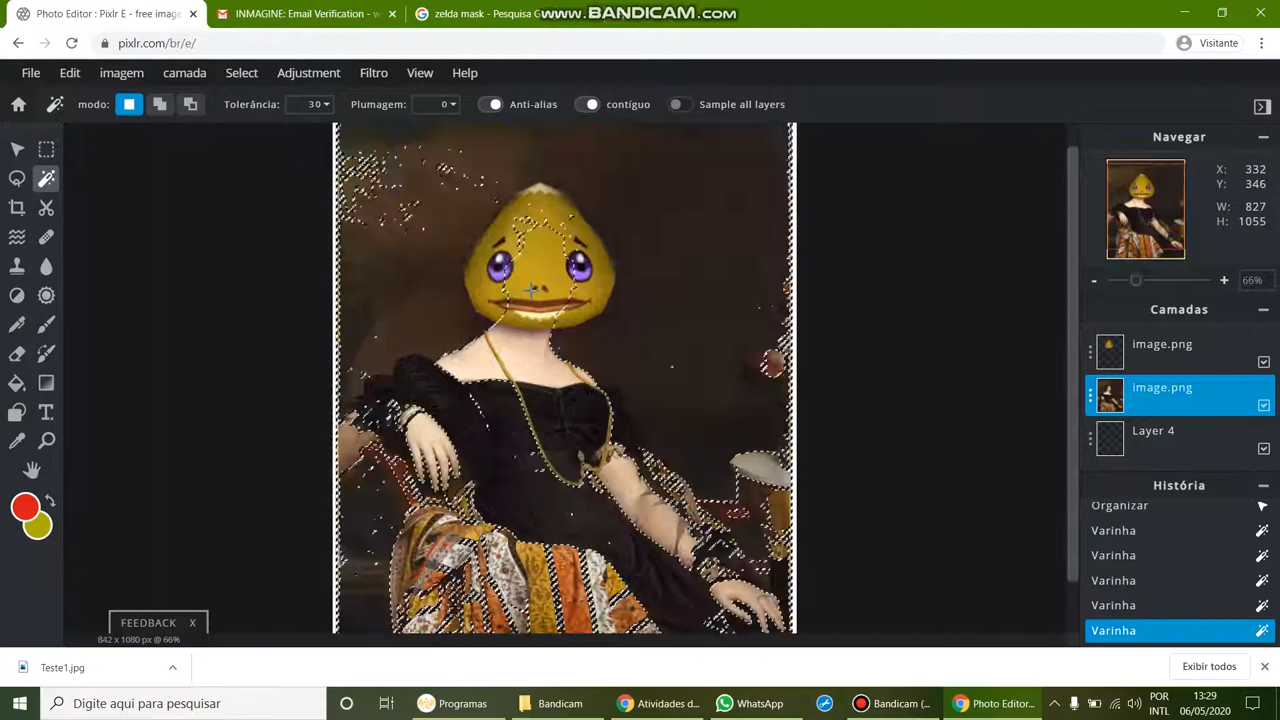 Photo Editor: Pixlr E - free image
INMAGINE: Email Verification -
zelda mask - Pesquisa G
www.BANDICAM.com
pixlr.com/br/e/
Visitante
File Edit imagem camada Select Adjustment Filtro View Help
modo: Tolerância: 30 Plumagem: 0 Anti-alias contíguo Sample all layers
Navegar
X: 332
Y: 346
W: 827
H: 1055
- + 66%
Camadas
image.png
image.png
Layer 4
História
Organizar
Varinha
Varinha
Varinha
Varinha
Varinha
FEEDBACK X
842 x 1080 px @ 66%
Teste1.jpg
Exibir todos
Digite aqui para pesquisar
Programas
Bandicam
Atividades d...
WhatsApp
Bandicam (...
Photo Editor...
POR
INTL
13:29
06/05/2020